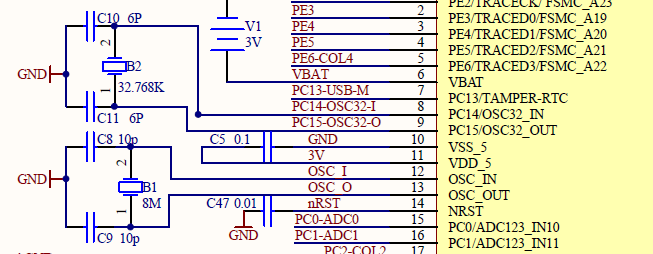 PE2/TRACECK/ FSMC_A23
C10 6P
PE3 2 PE3/TRACED0/FSMC_A19
V1
PE4 3 PE4/TRACED1/FSMC_A20
3V
PE5 4 PE5/TRACED2/FSMC_A21
2
B2
PE6-COL4 5 PE6/TRACED3/FSMC_A22
GND
VBAT 6 VBAT
1
32.768K
PC13-USB-M 7 PC13/TAMPER-RTC
PC14-OSC32-I 8 PC14/OSC32_IN
C11 6P
PC15-OSC32-O 9 PC15/OSC32_OUT
C8 10p
C5 0.1
GND 10 VSS_5
3V 11 VDD_5
2
OSC_I 12 OSC_IN
GND
B1
OSC_O 13 OSC_OUT
8M
C47 0.01
nRST 14 NRST
1
PC0-ADC0 15 PC0/ADC123_IN10
C9 10p
GND
PC1-ADC1 16 PC1/ADC123_IN11
PC2-COL2 17